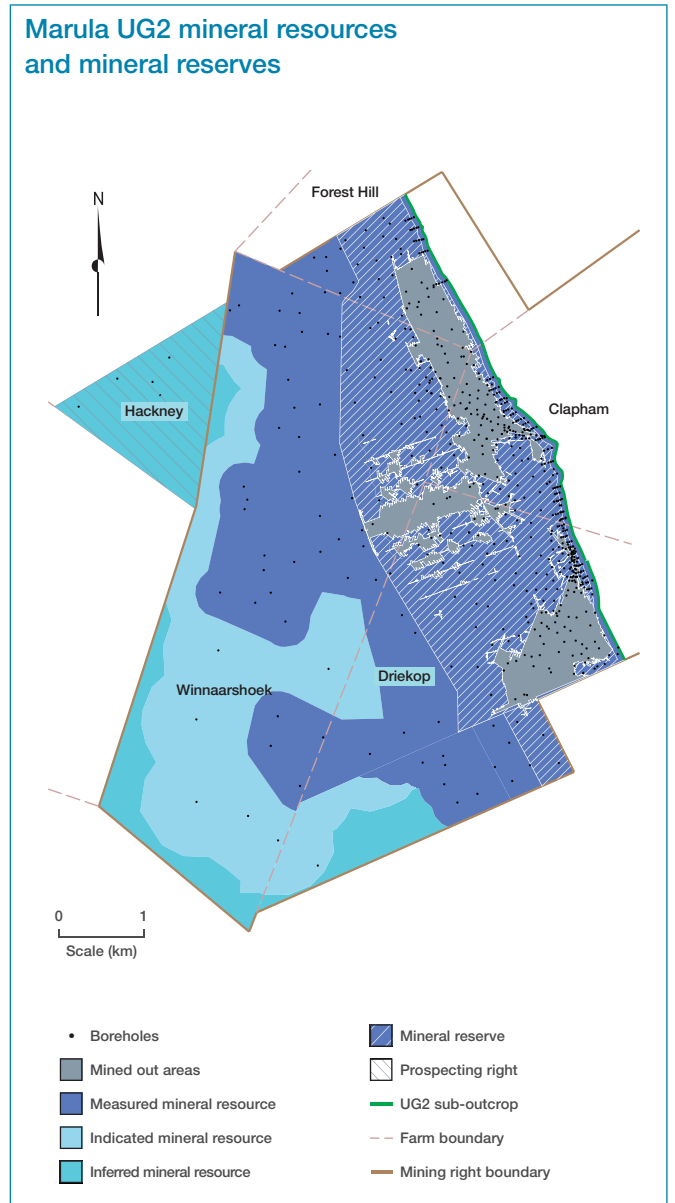 Marula UG2 mineral resources
and mineral reserves
N
Forest Hill
Hackney
Clapham
Driekop
Winnaarshoek
0 1
Scale (km)
Boreholes
Mined out areas
Measured mineral resource
Indicated mineral resource
Inferred mineral resource
Mineral reserve
Prospecting right
UG2 sub-outcrop
Farm boundary
Mining right boundary